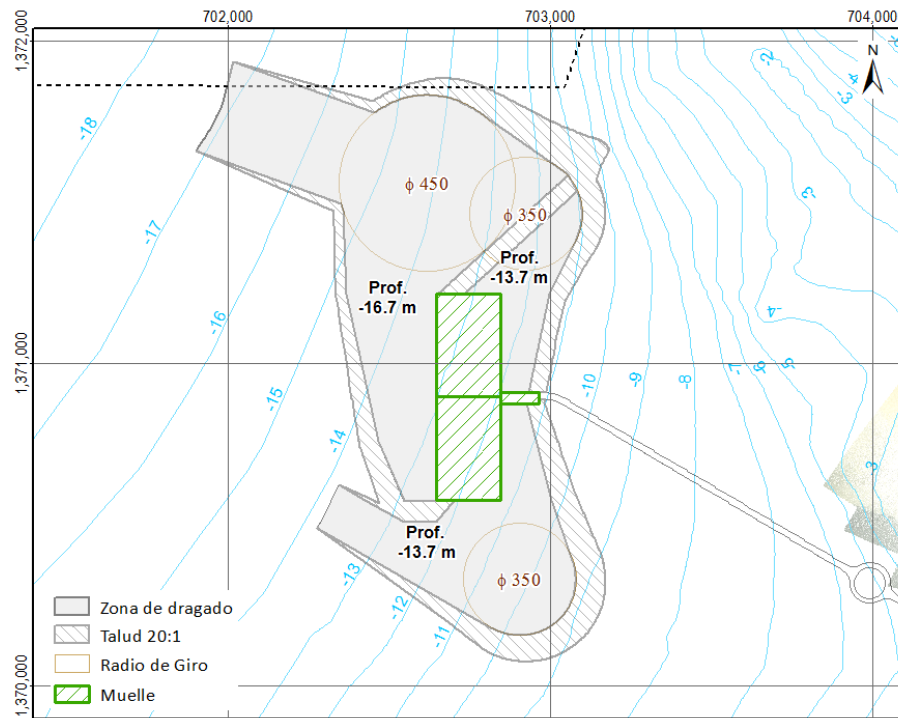 702,000
703,000
704,000
1,372,000
1,371,000
1,370,000
N
-18
-17
-16
-15
-14
-13
-12
-11
-10
-9
-8
-7
-6
-5
-4
-3
-2
-4
-3
3
ϕ 450
ϕ 350
Prof.
-13.7 m
Prof.
-16.7 m
Prof.
-13.7 m
ϕ 350
Zona de dragado
Talud 20:1
Radio de Giro
Muelle